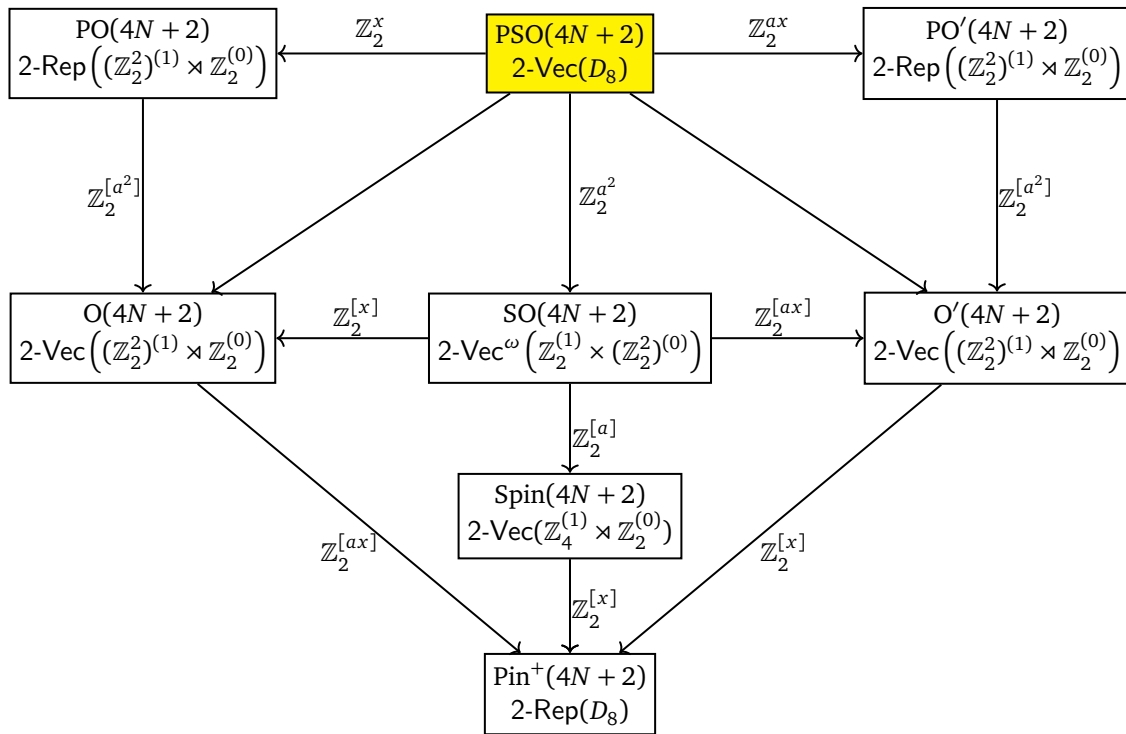 PO(4N + 2)
2-Rep((ℤ₂²)⁽¹⁾ ⋊ ℤ₂⁽⁰⁾)
ℤ₂ˣ
PSO(4N + 2)
2-Vec(D₈)
ℤ₂ᵃˣ
PO′(4N + 2)
2-Rep((ℤ₂²)⁽¹⁾ ⋊ ℤ₂⁽⁰⁾)
ℤ₂^[a²]
ℤ₂^a²
ℤ₂^[a²]
O(4N + 2)
2-Vec((ℤ₂²)⁽¹⁾ ⋊ ℤ₂⁽⁰⁾)
ℤ₂^[x]
SO(4N + 2)
2-Vec^ω(ℤ₂⁽¹⁾ × (ℤ₂²)⁽⁰⁾)
ℤ₂^[ax]
O′(4N + 2)
2-Vec((ℤ₂²)⁽¹⁾ ⋊ ℤ₂⁽⁰⁾)
ℤ₂^[a]
Spin(4N + 2)
2-Vec(ℤ₄⁽¹⁾ ⋊ ℤ₂⁽⁰⁾)
ℤ₂^[ax]
ℤ₂^[x]
ℤ₂^[x]
Pin⁺(4N + 2)
2-Rep(D₈)